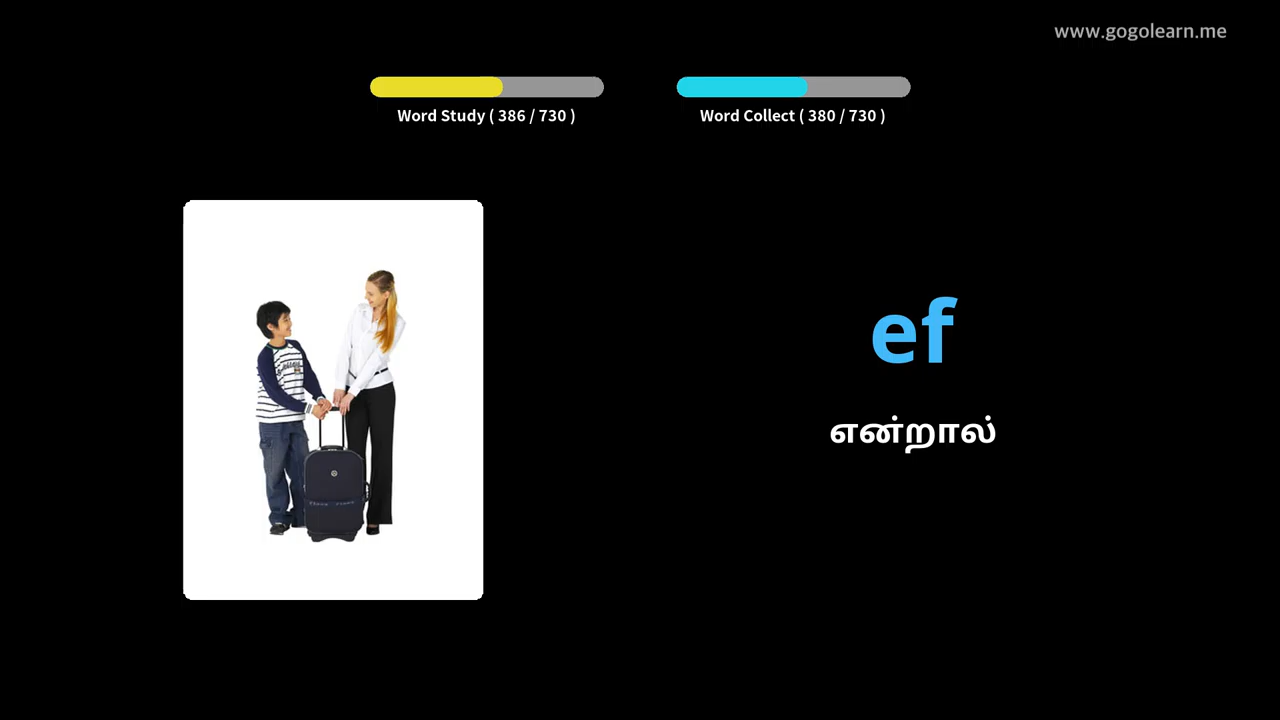 www.gogolearn.me
Word Study ( 386 / 730 )
Word Collect ( 380 / 730 )
ef
என்றால்